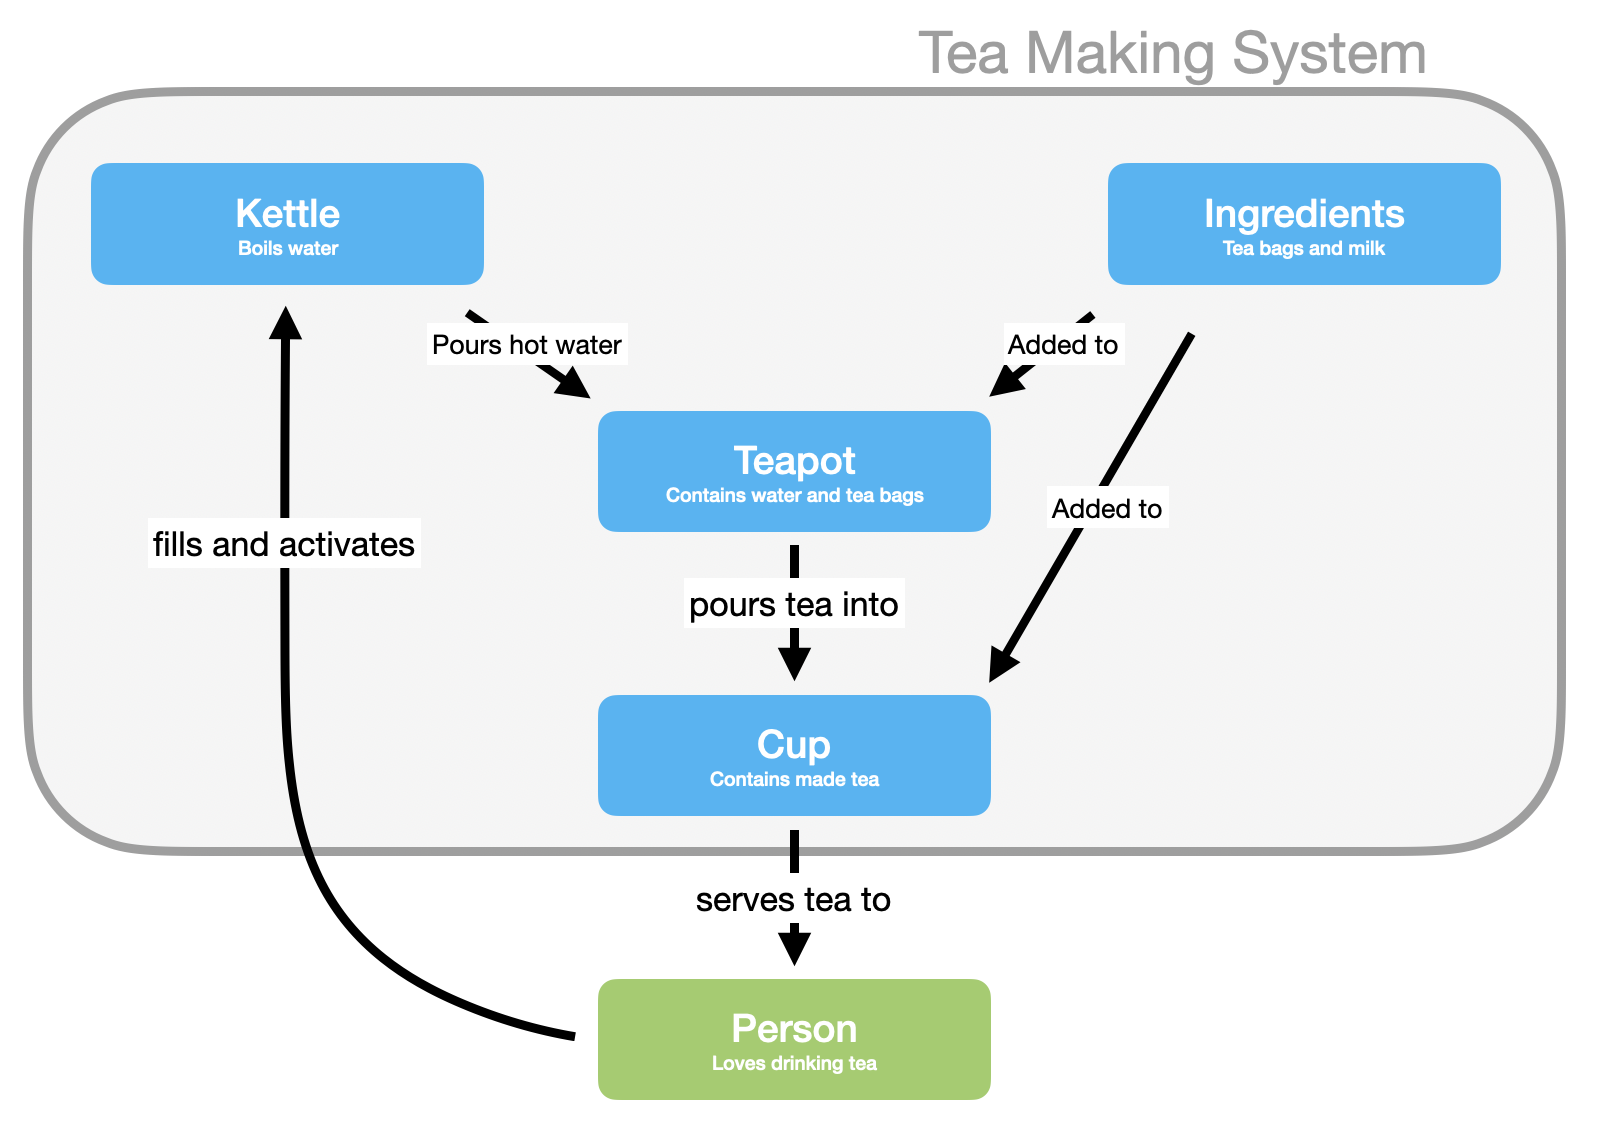 Tea Making System
Kettle
Boils water
Ingredients
Tea bags and milk
Pours hot water
Added to
Teapot
Contains water and tea bags
Added to
fills and activates
pours tea into
Cup
Contains made tea
serves tea to
Person
Loves drinking tea